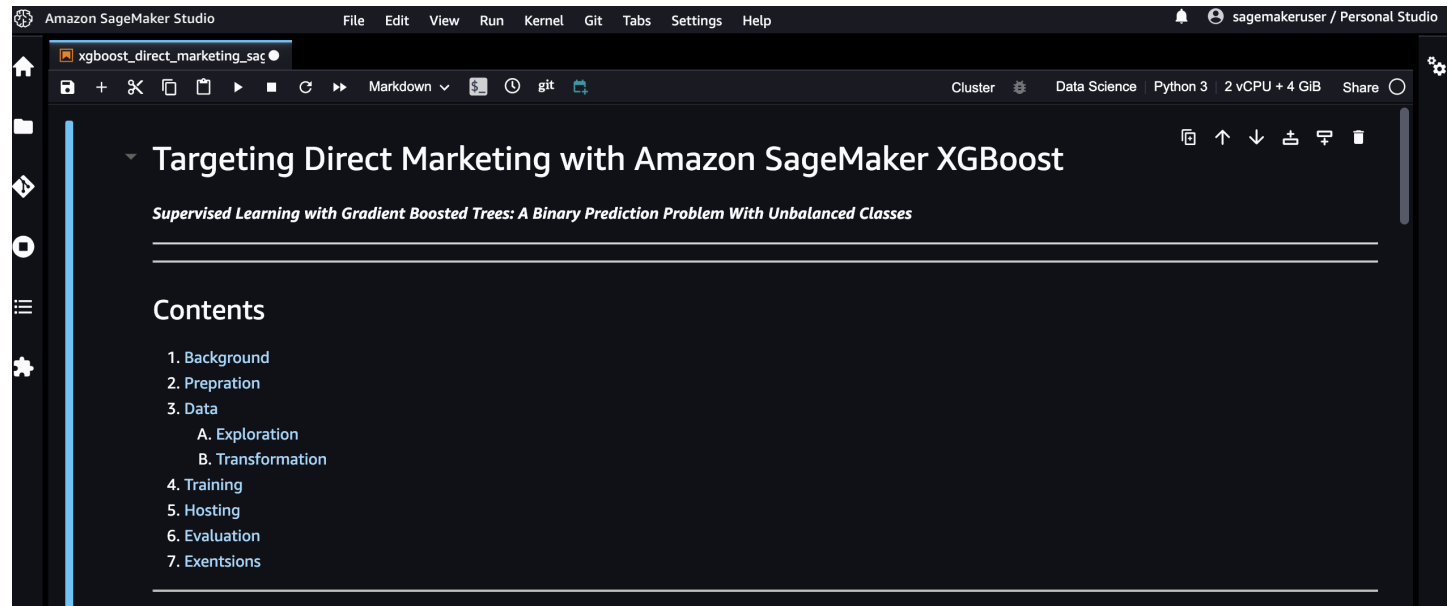 Amazon SageMaker Studio File Edit View Run Kernel Git Tabs Settings Help sagemakeruser / Personal Studio
xgboost_direct_marketing_sag
Markdown $_ git Cluster Data Science Python 3 2 vCPU + 4 GiB Share
Targeting Direct Marketing with Amazon SageMaker XGBoost
Supervised Learning with Gradient Boosted Trees: A Binary Prediction Problem With Unbalanced Classes
Contents
1. Background
2. Prepration
3. Data
A. Exploration
B. Transformation
4. Training
5. Hosting
6. Evaluation
7. Exentsions